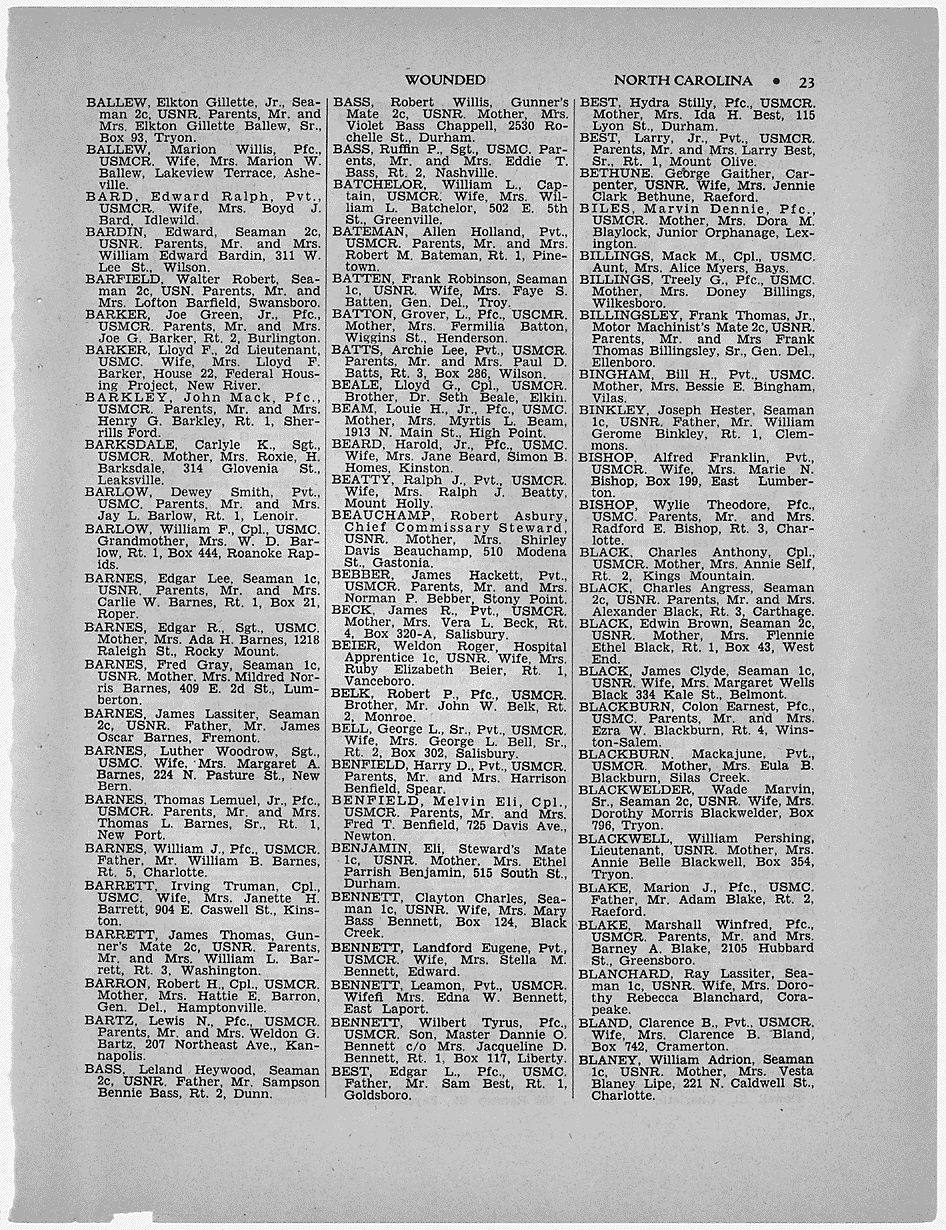 WOUNDED NORTH CAROLINA • 23
BALLEW, Elkton Gillette, Jr., Sea-
man 2c, USNR. Parents, Mr. and
Mrs. Elkton Gillette Ballew, Sr.,
Box 93, Tryon.
BALLEW, Marion Willis, Pfc.,
USMCR. Wife, Mrs. Marion W.
Ballew, Lakeview Terrace, Ashe-
ville.
BARD, Edward Ralph, Pvt.,
USMCR. Wife, Mrs. Boyd J.
Bard, Idlewild.
BARDIN, Edward, Seaman 2c,
USNR. Parents, Mr. and Mrs.
William Edward Bardin, 311 W.
Lee St., Wilson.
BARFIELD, Walter Robert, Sea-
man 2c, USN. Parents, Mr. and
Mrs. Lofton Barfield, Swansboro.
BARKER, Joe Green, Jr., Pfc.,
USMCR. Parents, Mr. and Mrs.
Joe G. Barker, Rt. 2, Burlington.
BARKER, Lloyd F., 2d Lieutenant,
USMC. Wife, Mrs. Lloyd F.
Barker, House 22, Federal Hous-
ing Project, New River.
BARKLEY, John Mack, Pfc.,
USMCR. Parents, Mr. and Mrs.
Henry G. Barkley, Rt. 1, Sher-
rills Ford.
BARKSDALE, Carlyle K., Sgt.,
USMCR. Mother, Mrs. Roxie, H.
Barksdale, 314 Glovenia St.,
Leaksville.
BARLOW, Dewey Smith, Pvt.,
USMC. Parents, Mr. and Mrs.
Jay L. Barlow, Rt. 1, Lenoir.
BARLOW, William F., Cpl., USMC.
Grandmother, Mrs. W. D. Bar-
low, Rt. 1, Box 444, Roanoke Rap-
ids.
BARNES, Edgar Lee, Seaman 1c,
USNR. Parents, Mr. and Mrs.
Carlie W. Barnes, Rt. 1, Box 21,
Roper.
BARNES, Edgar R., Sgt., USMC.
Mother, Mrs. Ada H. Barnes, 1218
Raleigh St., Rocky Mount.
BARNES, Fred Gray, Seaman 1c,
USNR. Mother, Mrs. Mildred Nor-
ris Barnes, 409 E. 2d St., Lum-
berton.
BARNES, James Lassiter, Seaman
2c, USNR. Father, Mr. James
Oscar Barnes, Fremont.
BARNES, Luther Woodrow, Sgt.,
USMC. Wife, Mrs. Margaret A.
Barnes, 224 N. Pasture St., New
Bern.
BARNES, Thomas Lemuel, Jr., Pfc.,
USMCR. Parents, Mr. and Mrs.
Thomas L. Barnes, Sr., Rt. 1,
New Port.
BARNES, William J., Pfc., USMCR.
Father, Mr. William B. Barnes,
Rt. 5, Charlotte.
BARRETT, Irving Truman, Cpl.,
USMC. Wife, Mrs. Janette H.
Barrett, 904 E. Caswell St., Kins-
ton.
BARRETT, James Thomas, Gun-
ner's Mate 2c, USNR. Parents,
Mr. and Mrs. William L. Bar-
rett, Rt. 3, Washington.
BARRON, Robert H., Cpl., USMCR.
Mother, Mrs. Hattie E. Barron,
Gen. Del., Hamptonville.
BARTZ, Lewis N., Pfc., USMCR.
Parents, Mr. and Mrs. Weldon G.
Bartz, 207 Northeast Ave., Kan-
napolis.
BASS, Leland Heywood, Seaman
2c, USNR. Father, Mr. Sampson
Bennie Bass, Rt. 2, Dunn.
BASS, Robert Willis, Gunner's
Mate 2c, USNR. Mother, Mrs.
Violet Bass Chappell, 2530 Ro-
chelle St., Durham.
BASS, Ruffin P., Sgt., USMC. Par-
ents, Mr. and Mrs. Eddie T.
Bass, Rt. 2, Nashville.
BATCHELOR, William L., Cap-
tain, USMCR. Wife, Mrs. Wil-
liam L. Batchelor, 502 E. 5th
St., Greenville.
BATEMAN, Allen Holland, Pvt.,
USMCR. Parents, Mr. and Mrs.
Robert M. Bateman, Rt. 1, Pine-
town.
BATTEN, Frank Robinson, Seaman
1c, USNR. Wife, Mrs. Faye S.
Batten, Gen. Del., Troy.
BATTON, Grover, L., Pfc., USCMR.
Mother, Mrs. Fermilia Batton,
Wiggins St., Henderson.
BATTS, Archie Lee, Pvt., USMCR.
Parents, Mr. and Mrs. Paul D.
Batts, Rt. 3, Box 286, Wilson.
BEALE, Lloyd G., Cpl., USMCR.
Brother, Dr. Seth Beale, Elkin.
BEAM, Louie H., Jr., Pfc., USMC.
Mother, Mrs. Myrtis L. Beam,
1913 N. Main St., High Point.
BEARD, Harold, Jr., Pfc., USMC.
Wife, Mrs. Jane Beard, Simon B.
Homes, Kinston.
BEATTY, Ralph J., Pvt., USMCR.
Wife, Mrs. Ralph J. Beatty,
Mount Holly.
BEAUCHAMP, Robert Asbury,
Chief Commissary Steward,
USNR. Mother, Mrs. Shirley
Davis Beauchamp, 510 Modena
St., Gastonia.
BEBBER, James Hackett, Pvt.,
USMCR. Parents, Mr. and Mrs.
Norman P. Bebber, Stony Point.
BECK, James R., Pvt., USMCR.
Mother, Mrs. Vera L. Beck, Rt.
4, Box 320-A, Salisbury.
BEIER, Weldon Roger, Hospital
Apprentice 1c, USNR. Wife, Mrs.
Ruby Elizabeth Beier, Rt. 1,
Vanceboro.
BELK, Robert P., Pfc., USMCR.
Brother, Mr. John W. Belk, Rt.
2, Monroe.
BELL, George L., Sr., Pvt., USMCR.
Wife, Mrs. George L. Bell, Sr.,
Rt. 2, Box 302, Salisbury.
BENFIELD, Harry D., Pvt., USMCR.
Parents, Mr. and Mrs. Harrison
Benfield, Spear.
BENFIELD, Melvin Eli, Cpl.,
USMCR. Parents, Mr. and Mrs.
Fred T. Benfield, 725 Davis Ave.,
Newton.
BENJAMIN, Eli, Steward's Mate
1c, USNR. Mother, Mrs. Ethel
Parrish Benjamin, 515 South St.,
Durham.
BENNETT, Clayton Charles, Sea-
man 1c, USNR. Wife, Mrs. Mary
Bass Bennett, Box 124, Black
Creek.
BENNETT, Landford Eugene, Pvt.,
USMCR. Wife, Mrs. Stella M.
Bennett, Edward.
BENNETT, Leamon, Pvt., USMCR.
Wifefi Mrs. Edna W. Bennett,
East Laport.
BENNETT, Wilbert Tyrus, Pfc.,
USMCR. Son, Master Dannie O.
Bennett c/o Mrs. Jacqueline D.
Bennett, Rt. 1, Box 117, Liberty.
BEST, Edgar L., Pfc., USMC.
Father, Mr. Sam Best, Rt. 1,
Goldsboro.
BEST, Hydra Stilly, Pfc., USMCR.
Mother, Mrs. Ida H. Best, 115
Lyon St., Durham.
BEST, Larry, Jr., Pvt., USMCR.
Parents, Mr. and Mrs. Larry Best,
Sr., Rt. 1, Mount Olive.
BETHUNE, George Gaither, Car-
penter, USNR. Wife, Mrs. Jennie
Clark Bethune, Raeford.
BILES, Marvin Dennie, Pfc.,
USMCR. Mother, Mrs. Dora M.
Blaylock, Junior Orphanage, Lex-
ington.
BILLINGS, Mack M., Cpl., USMC.
Aunt, Mrs. Alice Myers, Bays.
BILLINGS, Treely G., Pfc., USMC.
Mother, Mrs. Doney Billings,
Wilkesboro.
BILLINGSLEY, Frank Thomas, Jr.,
Motor Machinist's Mate 2c, USNR.
Parents, Mr. and Mrs Frank
Thomas Billingsley, Sr., Gen. Del.,
Ellenboro.
BINGHAM, Bill H., Pvt., USMC.
Mother, Mrs. Bessie E. Bingham,
Vilas.
BINKLEY, Joseph Hester, Seaman
1c, USNR. Father, Mr. William
Gerome Binkley, Rt. 1, Clem-
mons.
BISHOP, Alfred Franklin, Pvt.,
USMCR. Wife, Mrs. Marie N.
Bishop, Box 199, East Lumber-
ton.
BISHOP, Wylie Theodore, Pfc.,
USMC. Parents, Mr. and Mrs.
Radford E. Bishop, Rt. 3, Char-
lotte.
BLACK, Charles Anthony, Cpl.,
USMCR. Mother, Mrs. Annie Self,
Rt. 2, Kings Mountain.
BLACK, Charles Angress, Seaman
2c, USNR. Parents, Mr. and Mrs.
Alexander Black, Rt. 3, Carthage.
BLACK, Edwin Brown, Seaman 2c,
USNR. Mother, Mrs. Flennie
Ethel Black, Rt. 1, Box 43, West
End.
BLACK, James Clyde, Seaman 1c,
USNR. Wife, Mrs. Margaret Wells
Black 334 Kale St., Belmont.
BLACKBURN, Colon Earnest, Pfc.,
USMC. Parents, Mr. and Mrs.
Ezra W. Blackburn, Rt. 4, Wins-
ton-Salem.
BLACKBURN, Mackajune, Pvt.,
USMCR. Mother, Mrs. Eula B.
Blackburn, Silas Creek.
BLACKWELDER, Wade Marvin,
Sr., Seaman 2c, USNR. Wife, Mrs.
Dorothy Morris Blackwelder, Box
796, Tryon.
BLACKWELL, William Pershing,
Lieutenant, USNR. Mother, Mrs.
Annie Belle Blackwell, Box 354,
Tryon.
BLAKE, Marion J., Pfc., USMC.
Father, Mr. Adam Blake, Rt. 2,
Raeford.
BLAKE, Marshall Winfred, Pfc.,
USMCR. Parents, Mr. and Mrs.
Barney A. Blake, 2105 Hubbard
St., Greensboro.
BLANCHARD, Ray Lassiter, Sea-
man 1c, USNR. Wife, Mrs. Doro-
thy Rebecca Blanchard, Cora-
peake.
BLAND, Clarence B., Pvt., USMCR.
Wife, Mrs. Clarence B. Bland,
Box 742, Cramerton.
BLANEY, William Adrion, Seaman
1c, USNR. Mother, Mrs. Vesta
Blaney Lipe, 221 N. Caldwell St.,
Charlotte.